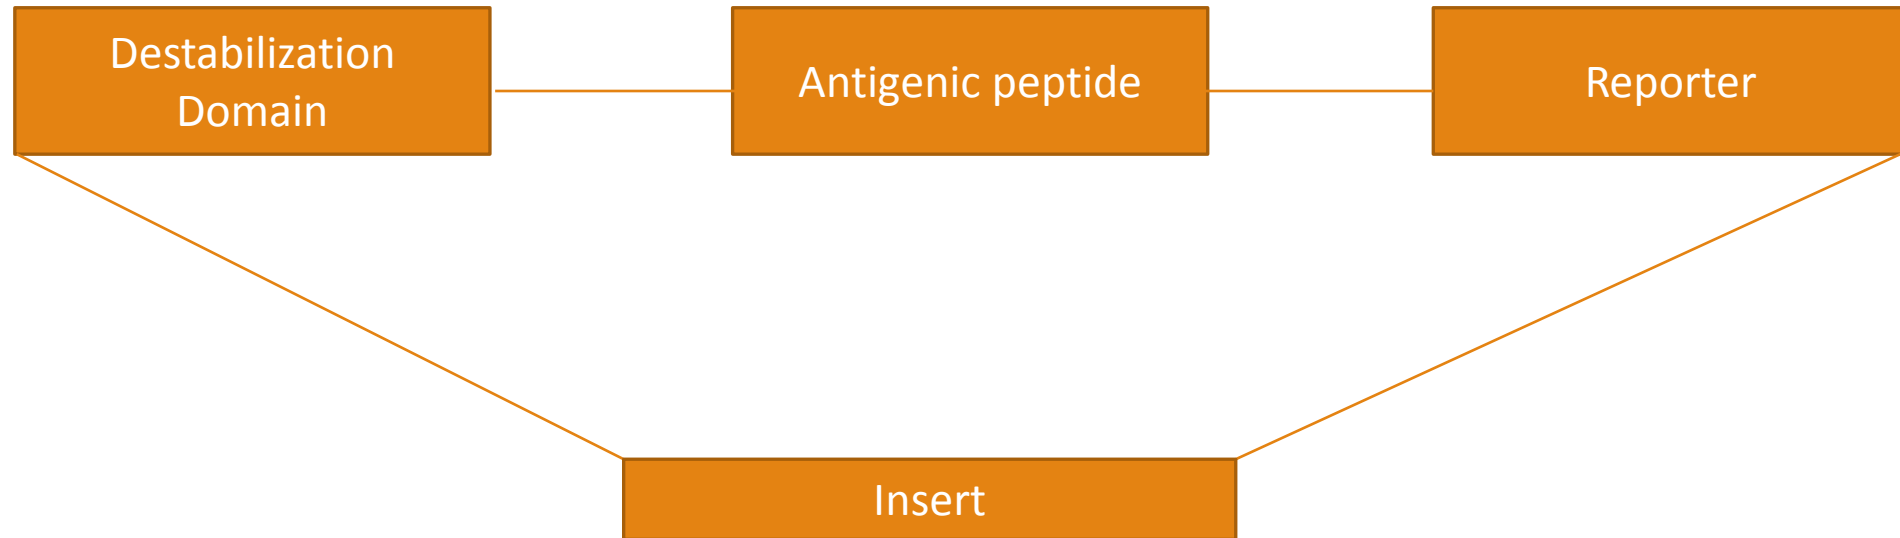 Destabilization
Domain
Antigenic peptide
Reporter
Insert